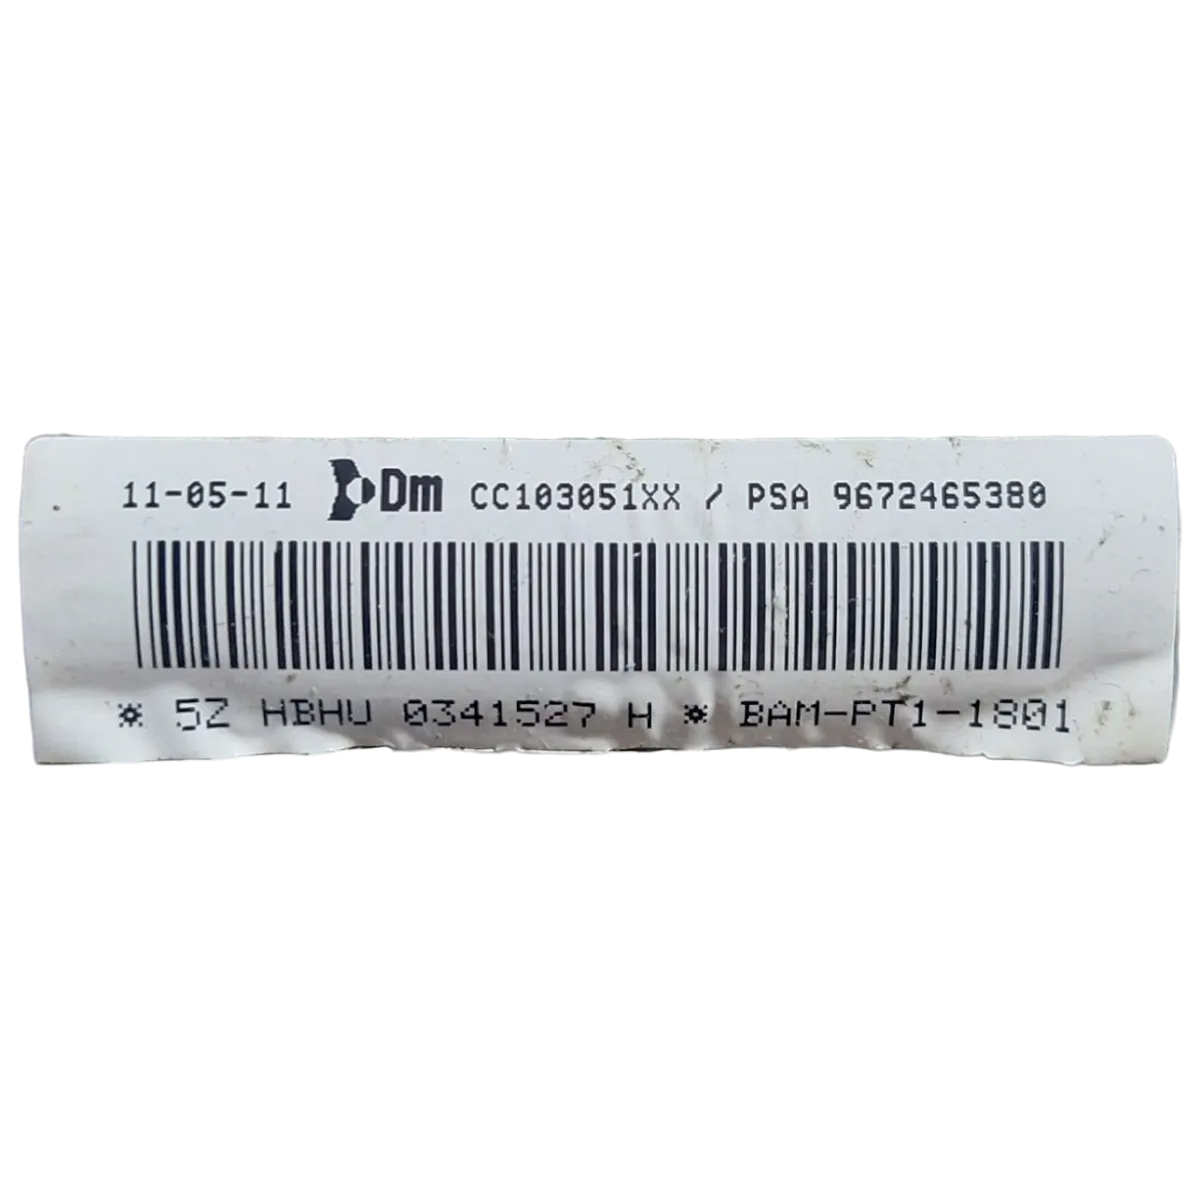 11-05-11 Dm CC103051XX / PSA 9672465380
* 5Z HBHU 0341527 H * BAM-PT1-1801